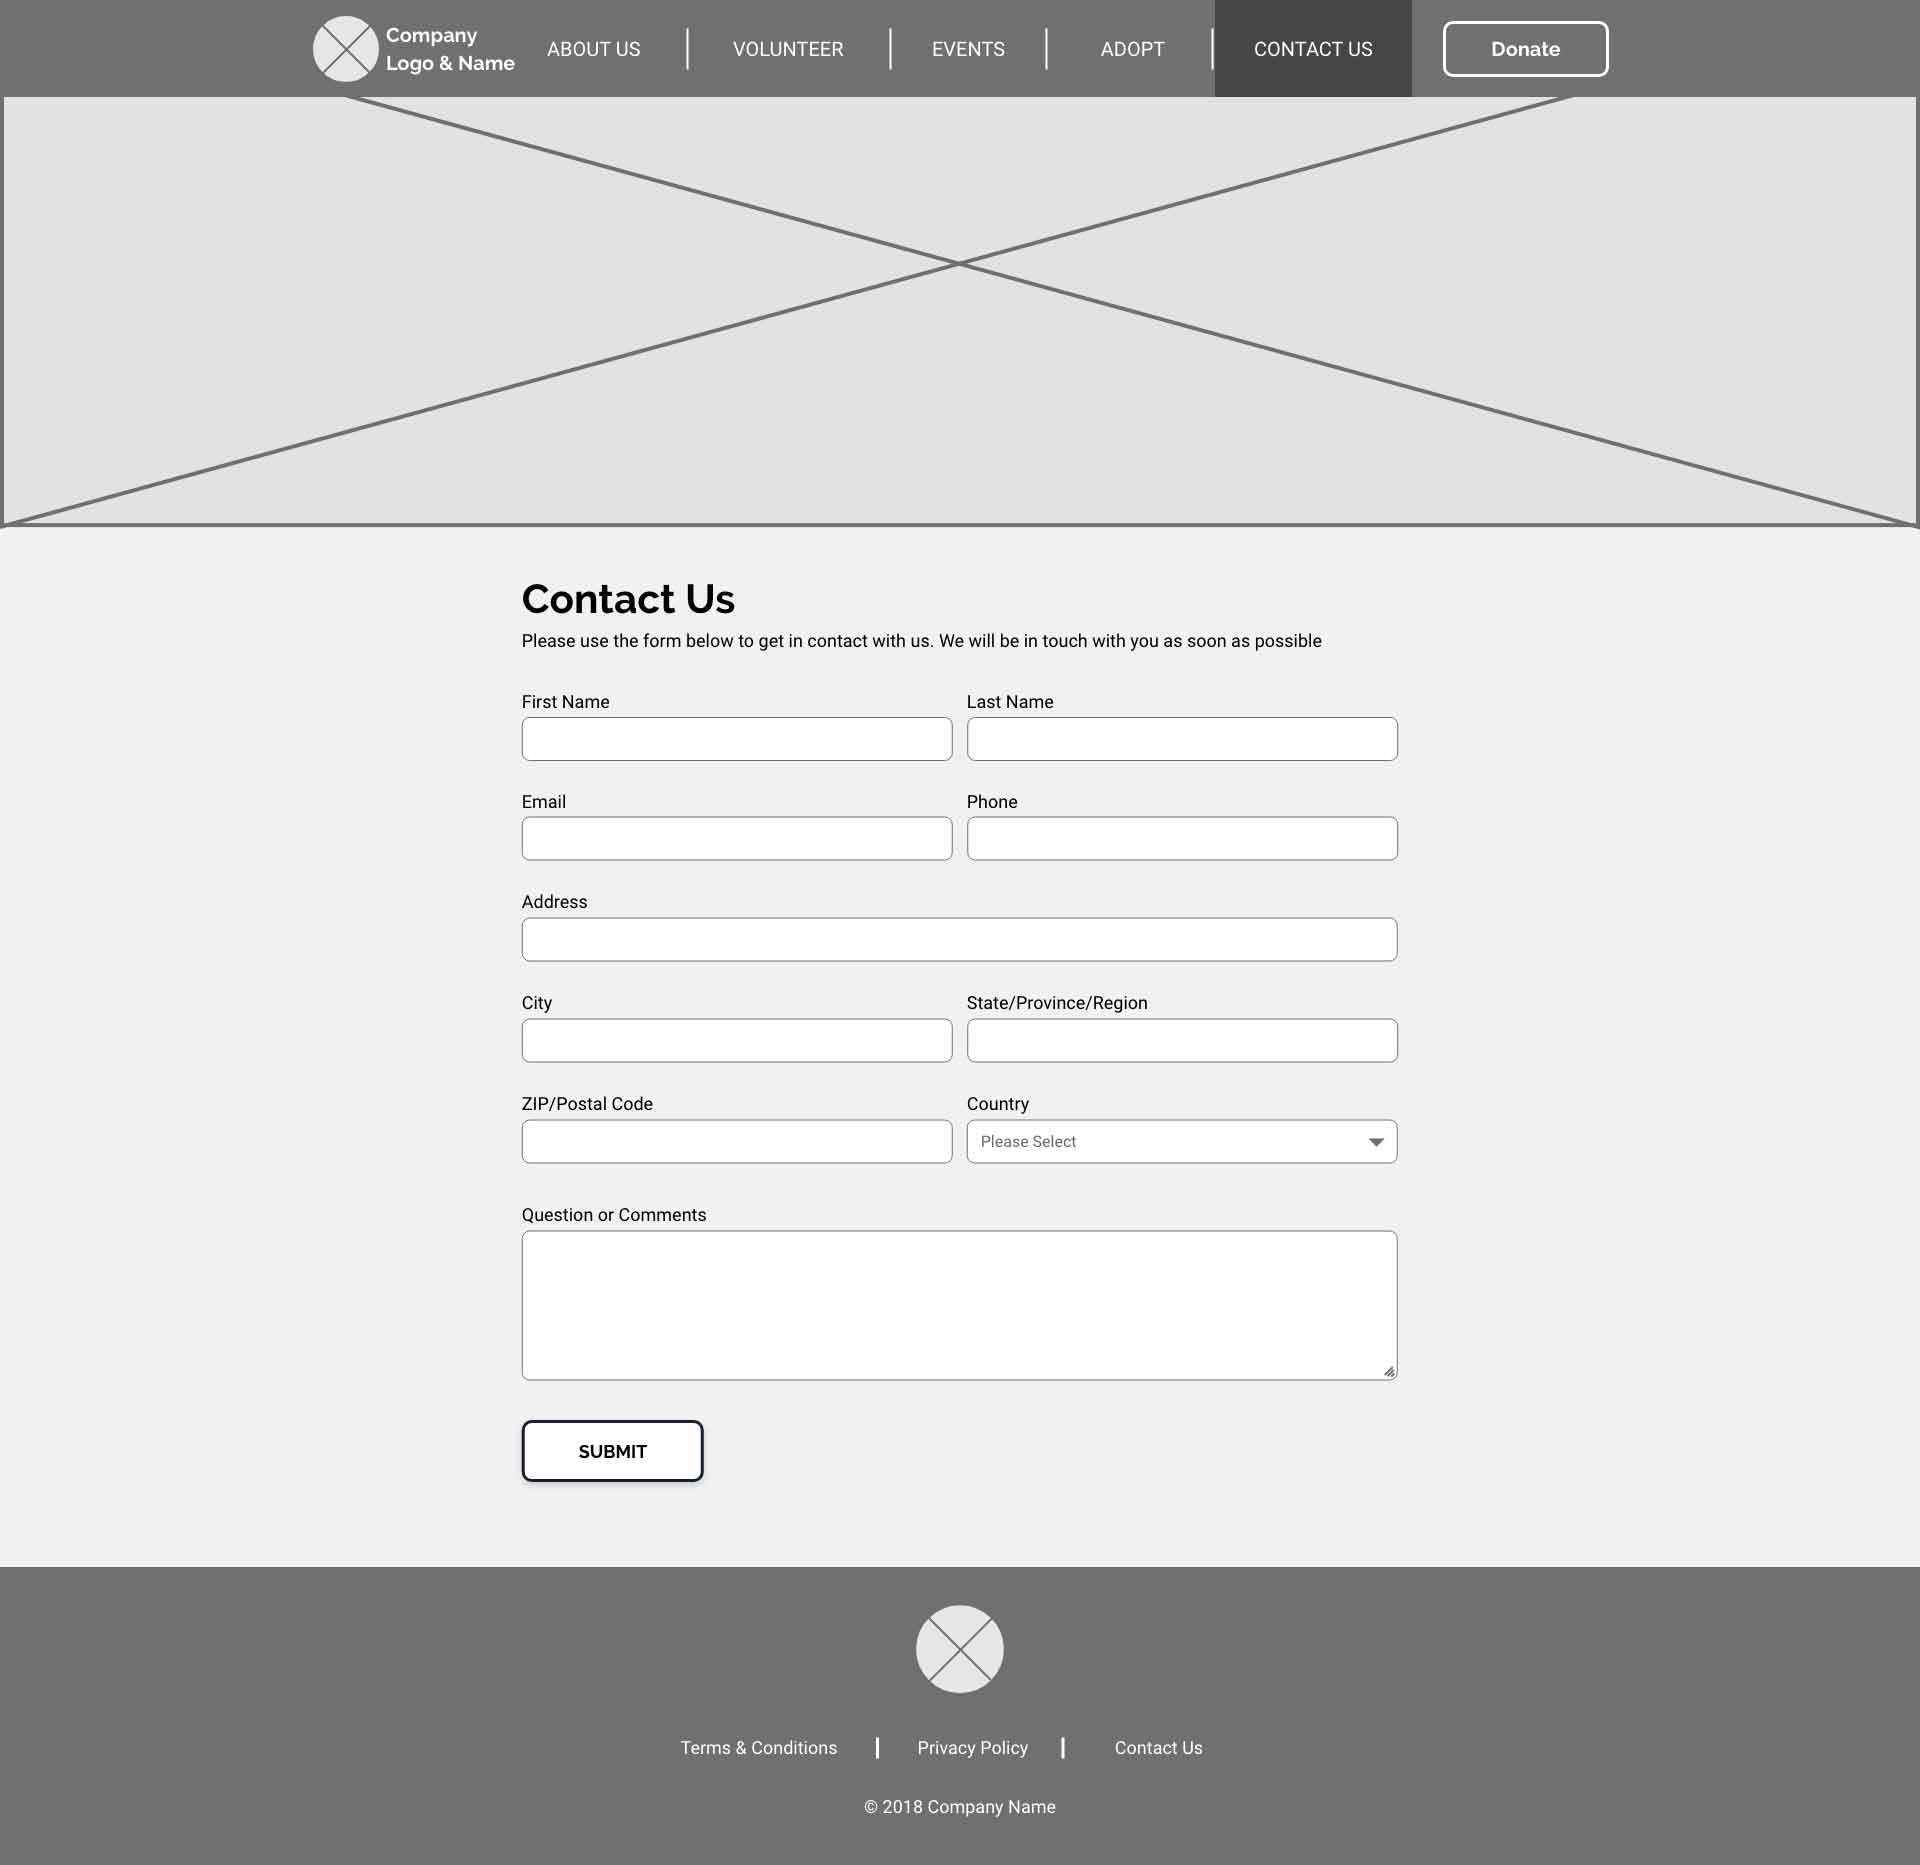 Company
Logo & Name
ABOUT US
VOLUNTEER
EVENTS
ADOPT
CONTACT US
Donate
Contact Us
Please use the form below to get in contact with us. We will be in touch with you as soon as possible
First Name
Last Name
Email
Phone
Address
City
State/Province/Region
ZIP/Postal Code
Country
Please Select
Question or Comments
SUBMIT
Terms & Conditions
Privacy Policy
Contact Us
© 2018 Company Name